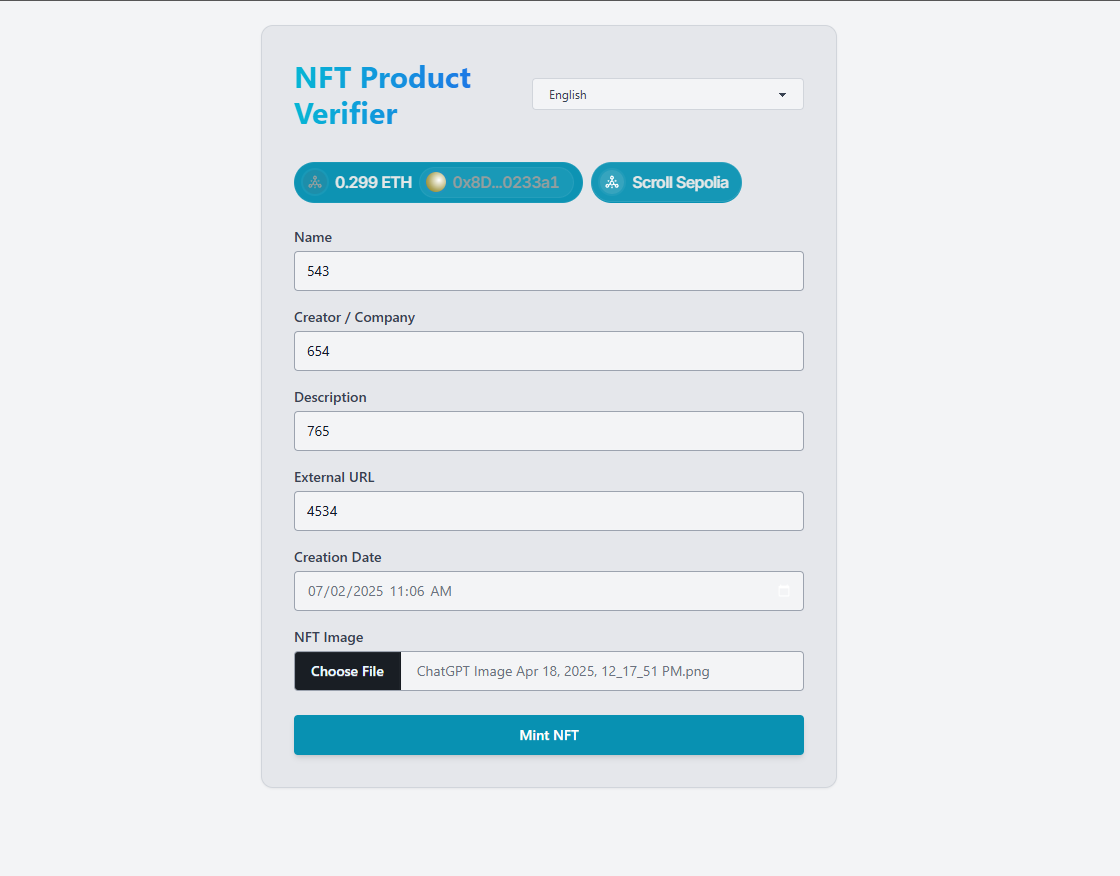 NFT Product
Verifier
English
0.299 ETH 0x8D...0233a1 Scroll Sepolia
Name
543
Creator / Company
654
Description
765
External URL
4534
Creation Date
07/02/2025 11:06 AM
NFT Image
Choose File ChatGPT Image Apr 18, 2025, 12_17_51 PM.png
Mint NFT